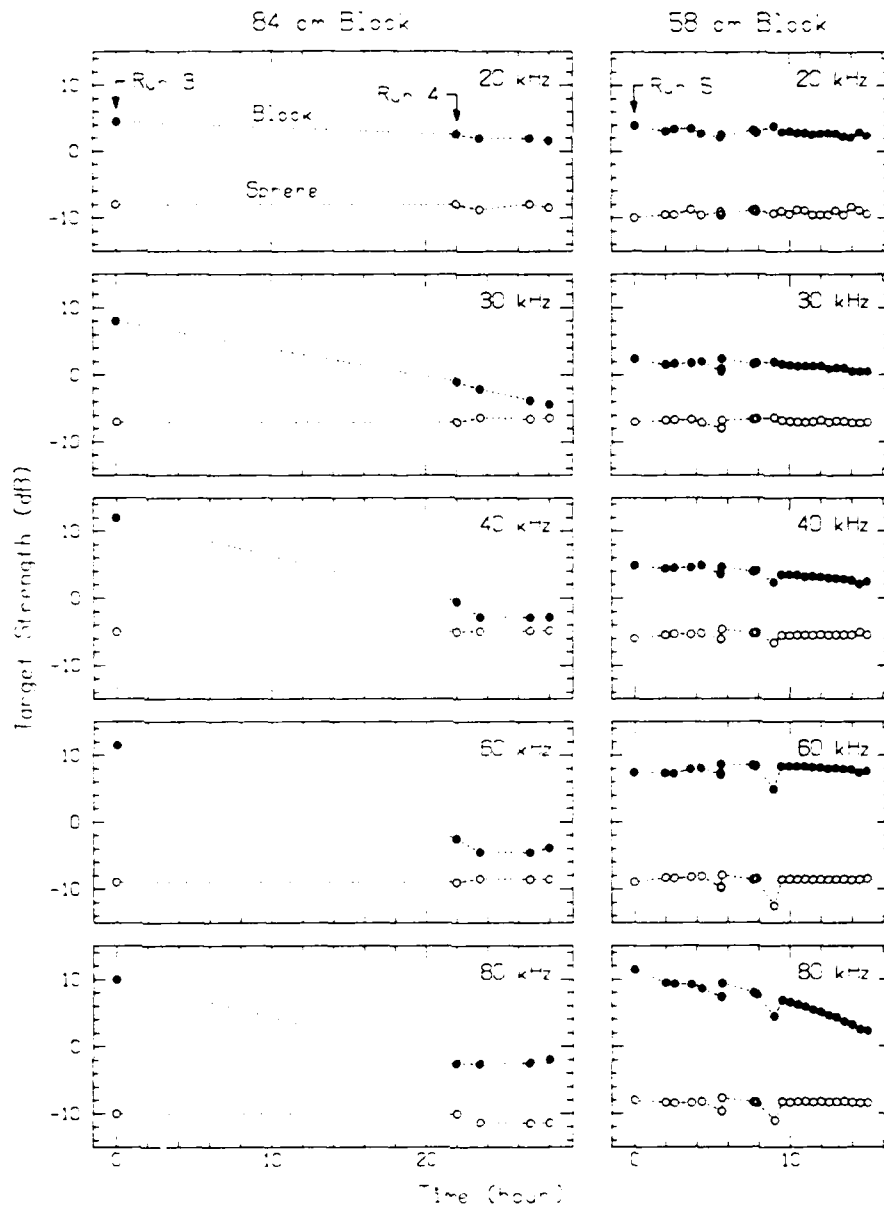 84 cm Block
58 cm Block
Run 3
Run 4
20 kHz
Run 5
20 kHz
Block
Sphere
10
0
-10
30 kHz
30 kHz
10
0
-10
40 kHz
40 kHz
10
0
-10
Target Strength (dB)
60 kHz
60 kHz
10
0
-10
80 kHz
80 kHz
10
0
-10
0
10
20
0
10
Time (hour)